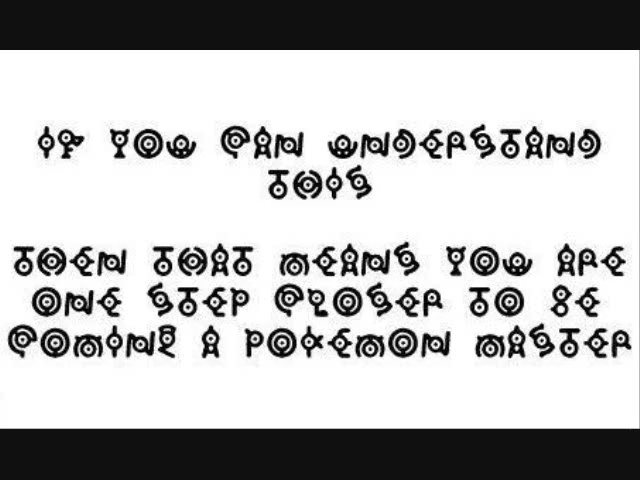 IF YOU CAN UNDERSTAND
THIS
THEN THAT MEANS YOU ARE
ONE STEP CLOSER TO BE
COMING A POKEMON MASTER